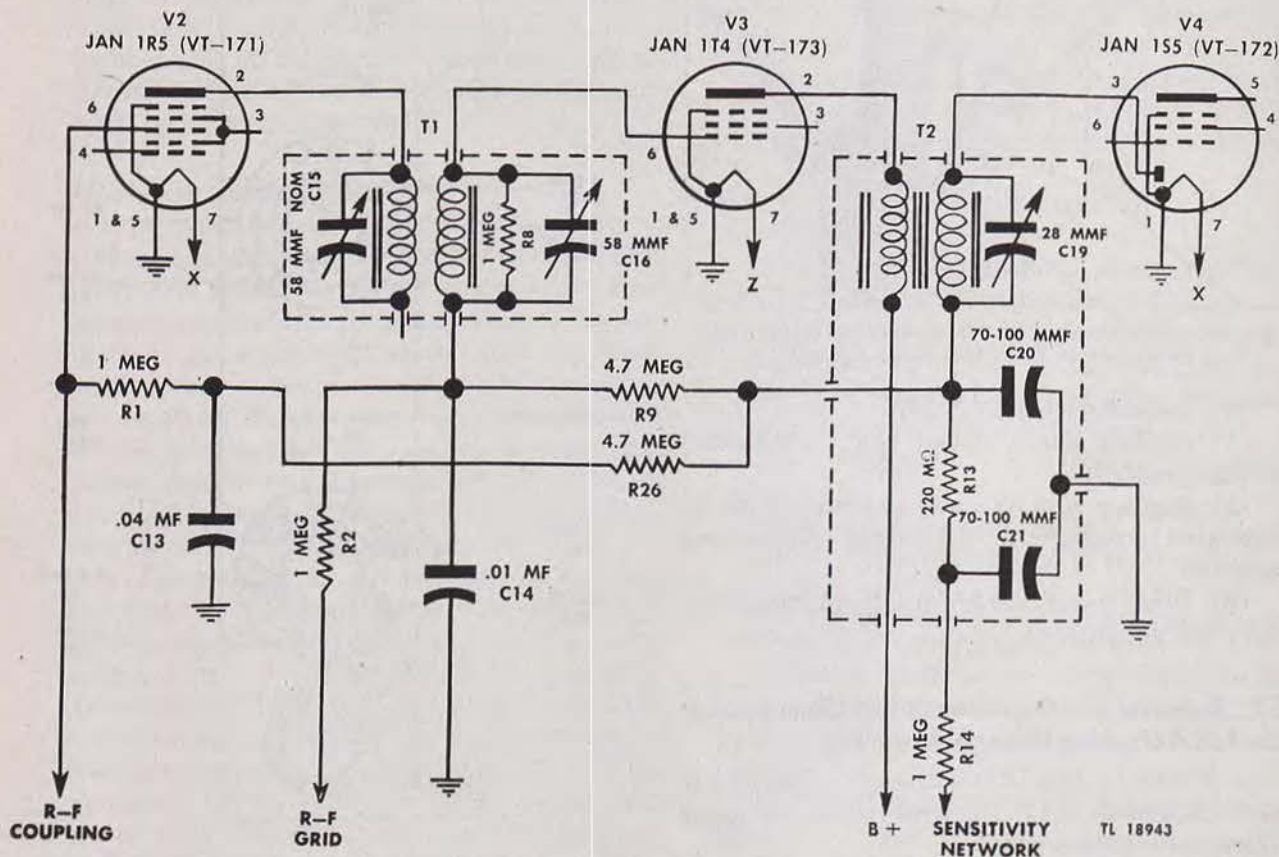 V2
JAN 1R5 (VT-171)
2
6
3
4
1 & 5
7
X
V3
JAN 1T4 (VT-173)
2
3
6
1 & 5
7
Z
V4
JAN 1S5 (VT-172)
3
5
6
4
1
7
X
T1
58 MMF NOM
C15
1 MEG
R8
58 MMF
C16
T2
28 MMF
C19
1 MEG
R1
4.7 MEG
R9
4.7 MEG
R26
70-100 MMF
C20
220 MΩ
R13
70-100 MMF
C21
.04 MF
C13
1 MEG
R2
.01 MF
C14
1 MEG
R14
R-F
COUPLING
R-F
GRID
B +
SENSITIVITY
NETWORK
TL 18943